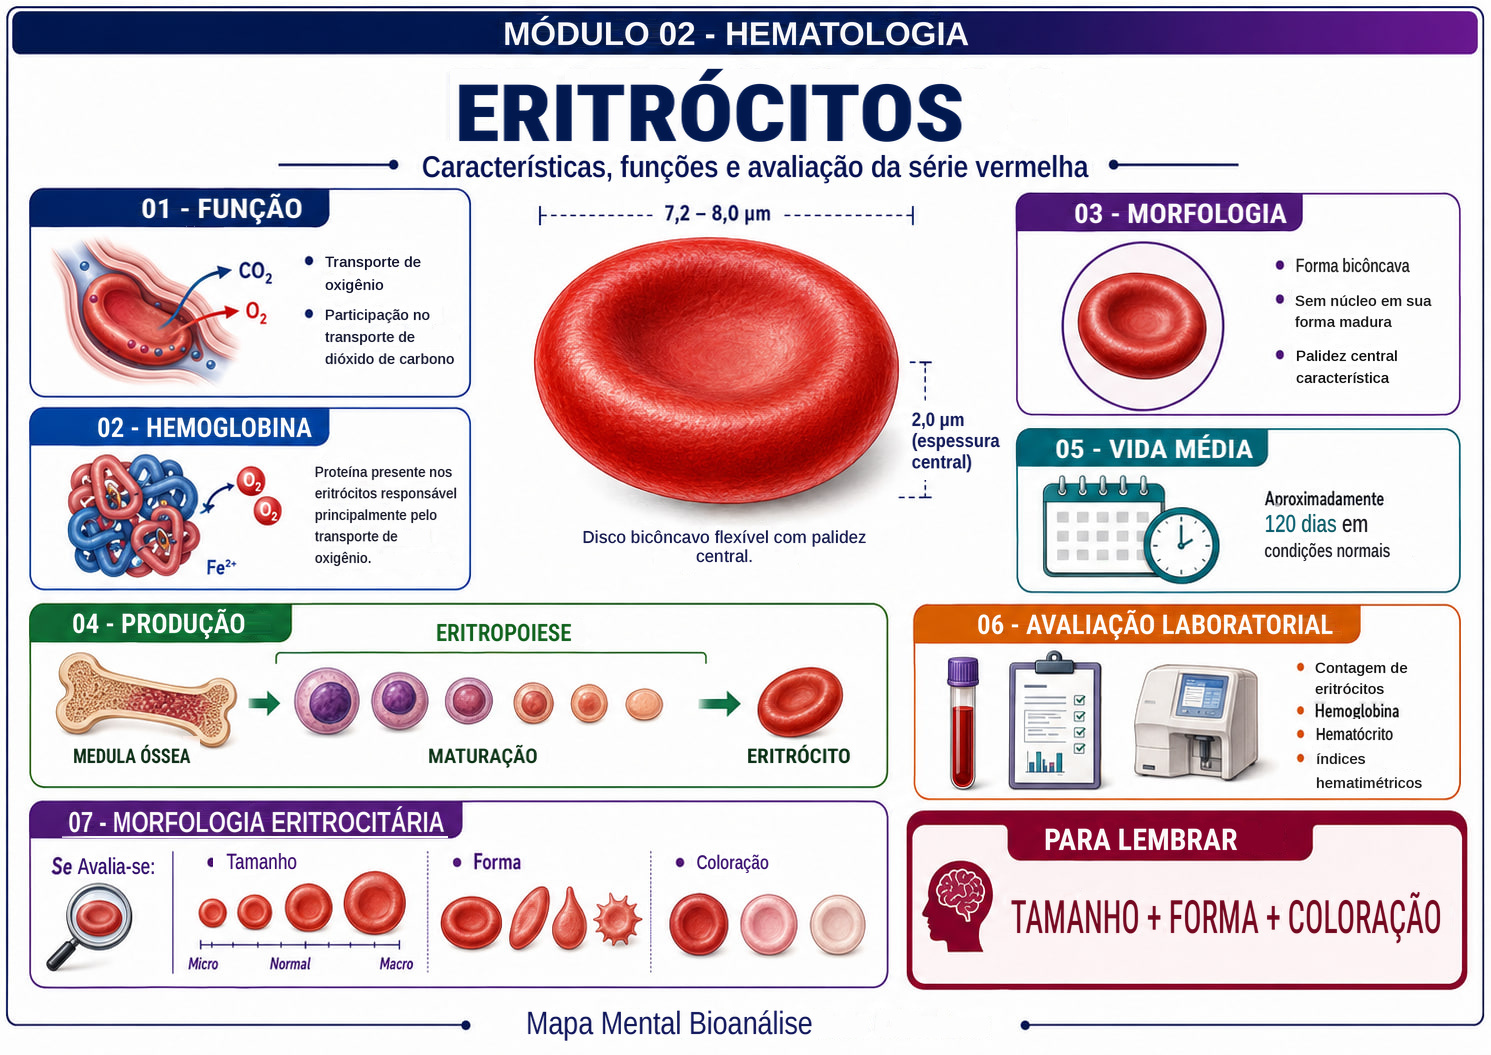 MÓDULO 02 - HEMATOLOGIA
ERITRÓCITOS
Características, funções e avaliação da série vermelha
01 - FUNÇÃO
CO2
O2
• Transporte de
oxigênio
• Participação no
transporte de
dióxido de carbono
02 - HEMOGLOBINA
O2
O2
Fe2+
Proteína presente nos
eritrócitos responsável
principalmente pelo
transporte de
oxigênio.
7,2 – 8,0 µm
2,0 µm
(espessura
central)
Disco bicôncavo flexível com palidez
central.
03 - MORFOLOGIA
• Forma bicôncava
• Sem núcleo em sua
forma madura
• Palidez central
característica
05 - VIDA MÉDIA
Aproximadamente
120 dias em
condições normais
04 - PRODUÇÃO
ERITROPOIESE
MEDULA ÓSSEA
MATURAÇÃO
ERITRÓCITO
06 - AVALIAÇÃO LABORATORIAL
• Contagem de
eritrócitos
• Hemoglobina
• Hematócrito
• índices
hematimétricos
07 - MORFOLOGIA ERITROCITÁRIA
Se Avalia-se:
• Tamanho
Micro Normal Macro
• Forma
• Coloração
PARA LEMBRAR
TAMANHO + FORMA + COLORAÇÃO
Mapa Mental Bioanálise